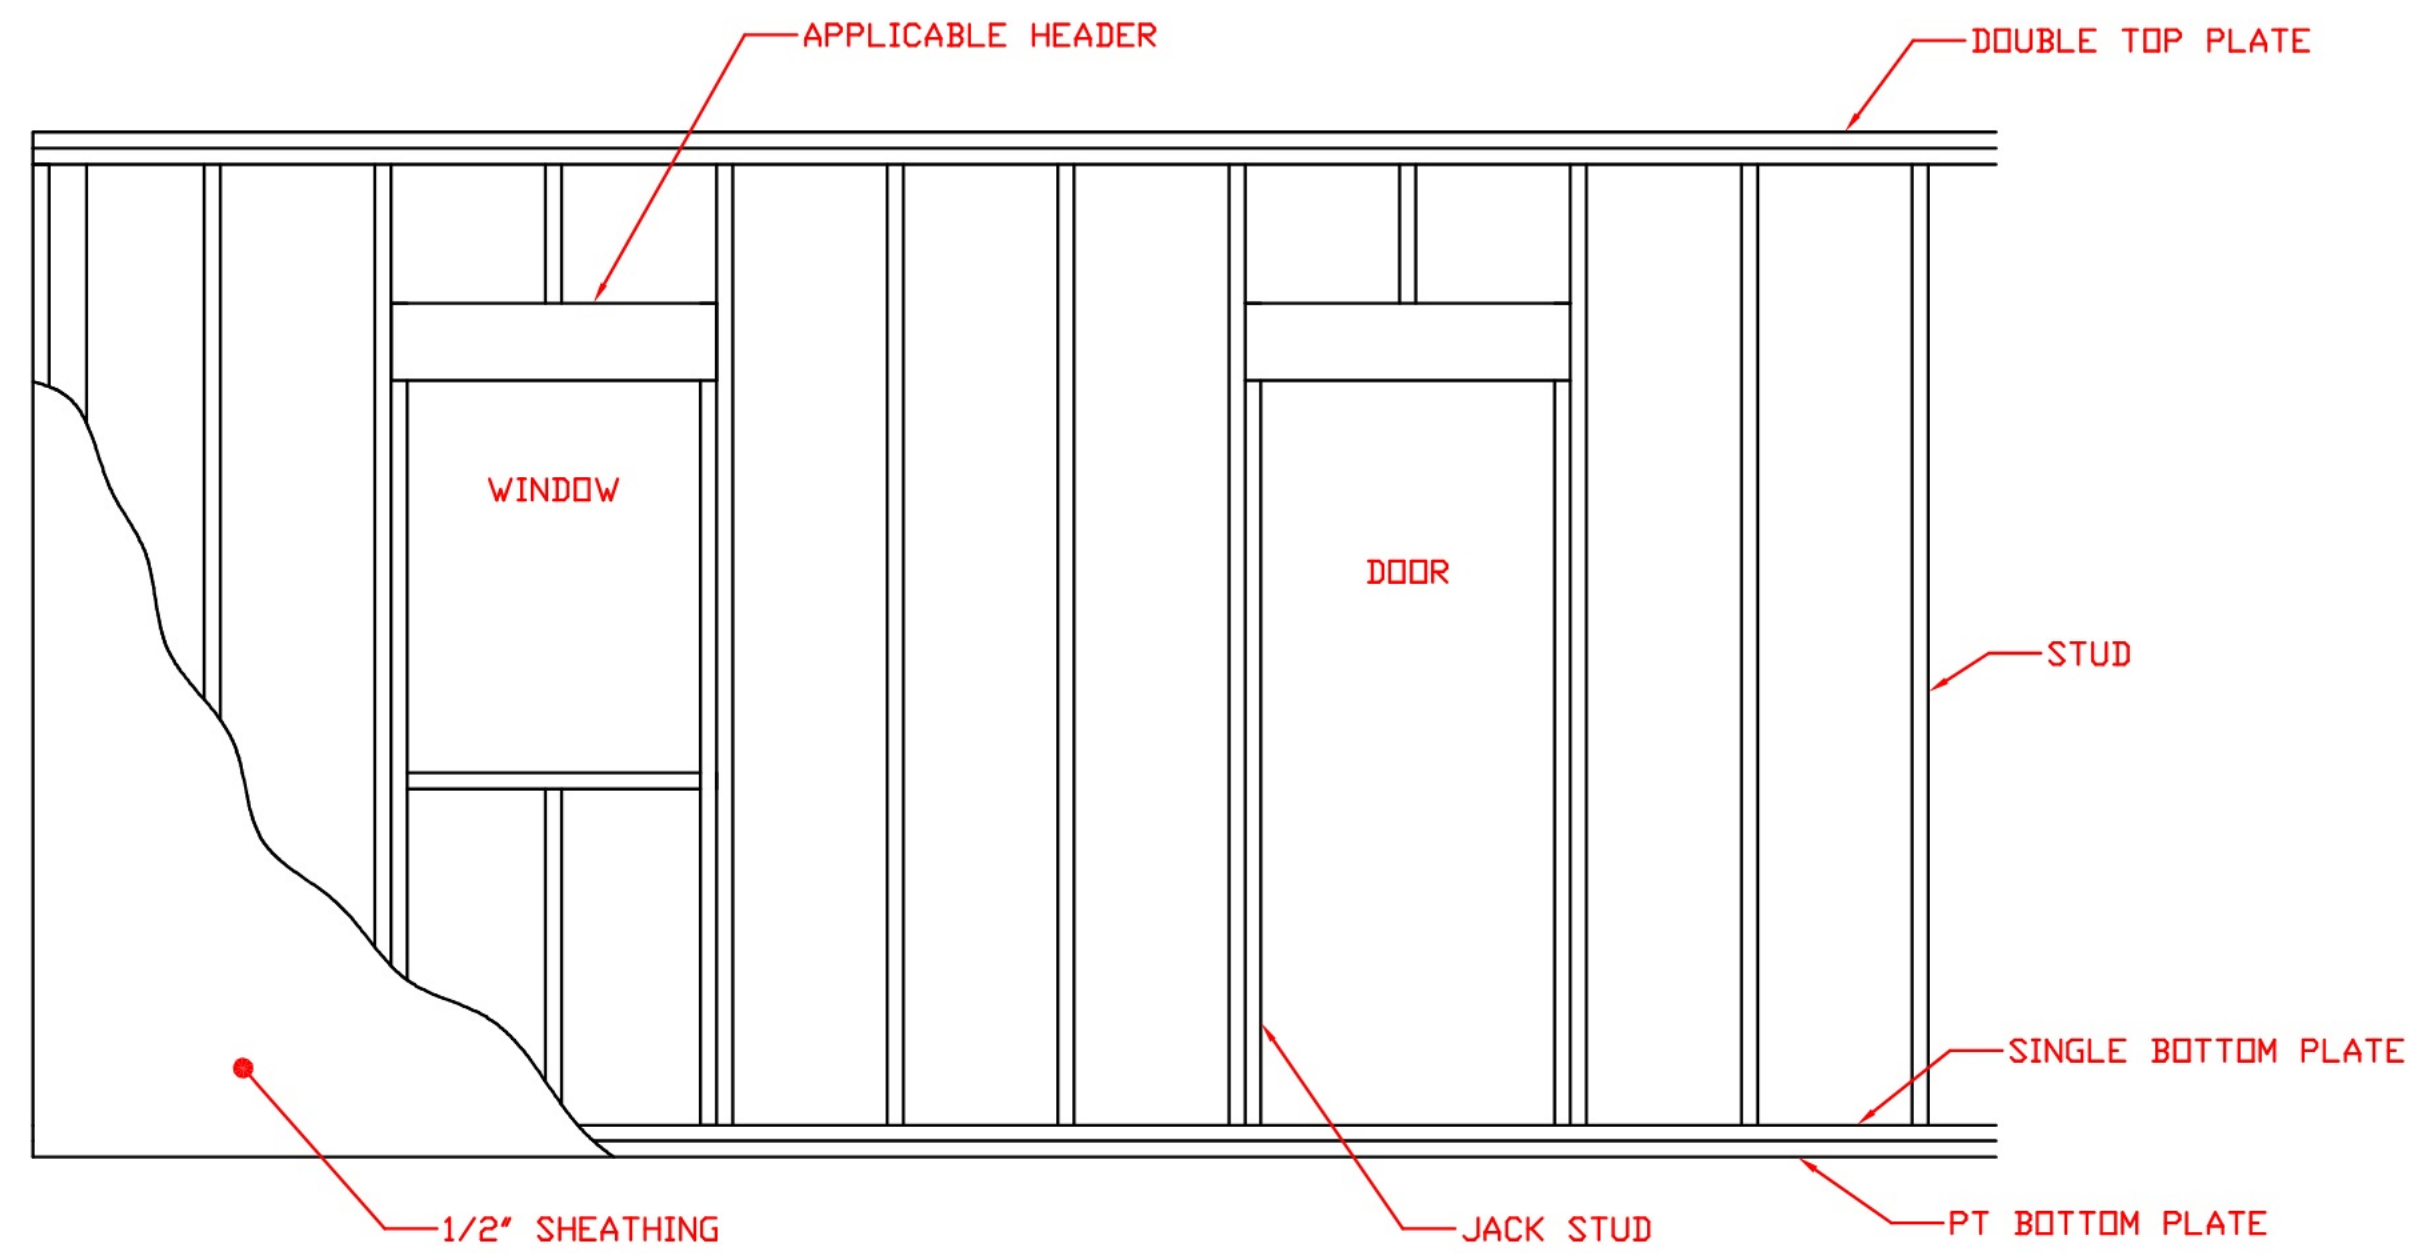 APPLICABLE HEADER
DOUBLE TOP PLATE
WINDOW
DOOR
STUD
SINGLE BOTTOM PLATE
PT BOTTOM PLATE
1/2" SHEATHING
JACK STUD